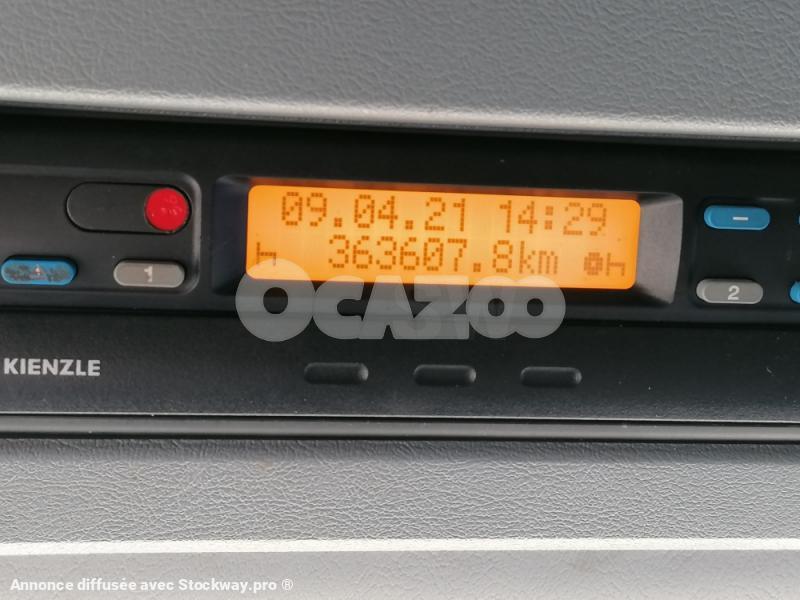 09.04.21 14:29
363607.8km
1
2
OCAZOO
KIENZLE
Annonce diffusée avec Stockway.pro ®